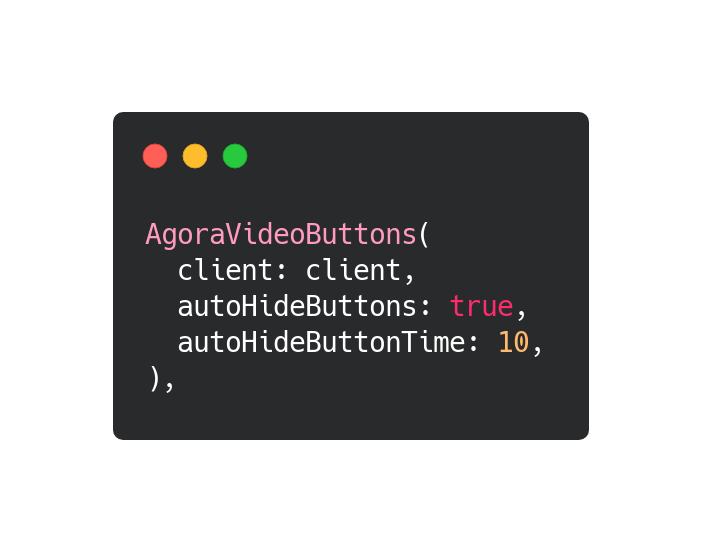 AgoraVideoButtons(
  client: client,
  autoHideButtons: true,
  autoHideButtonTime: 10,
),